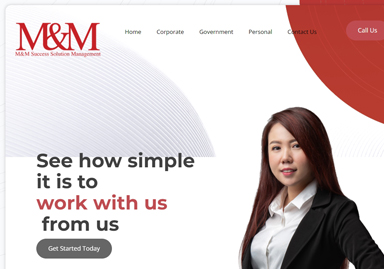 M&M
M&M Success Solution Management
Home Corporate Government Personal Contact Us
Call Us
See how simple
it is to
work with us
from us
Get Started Today